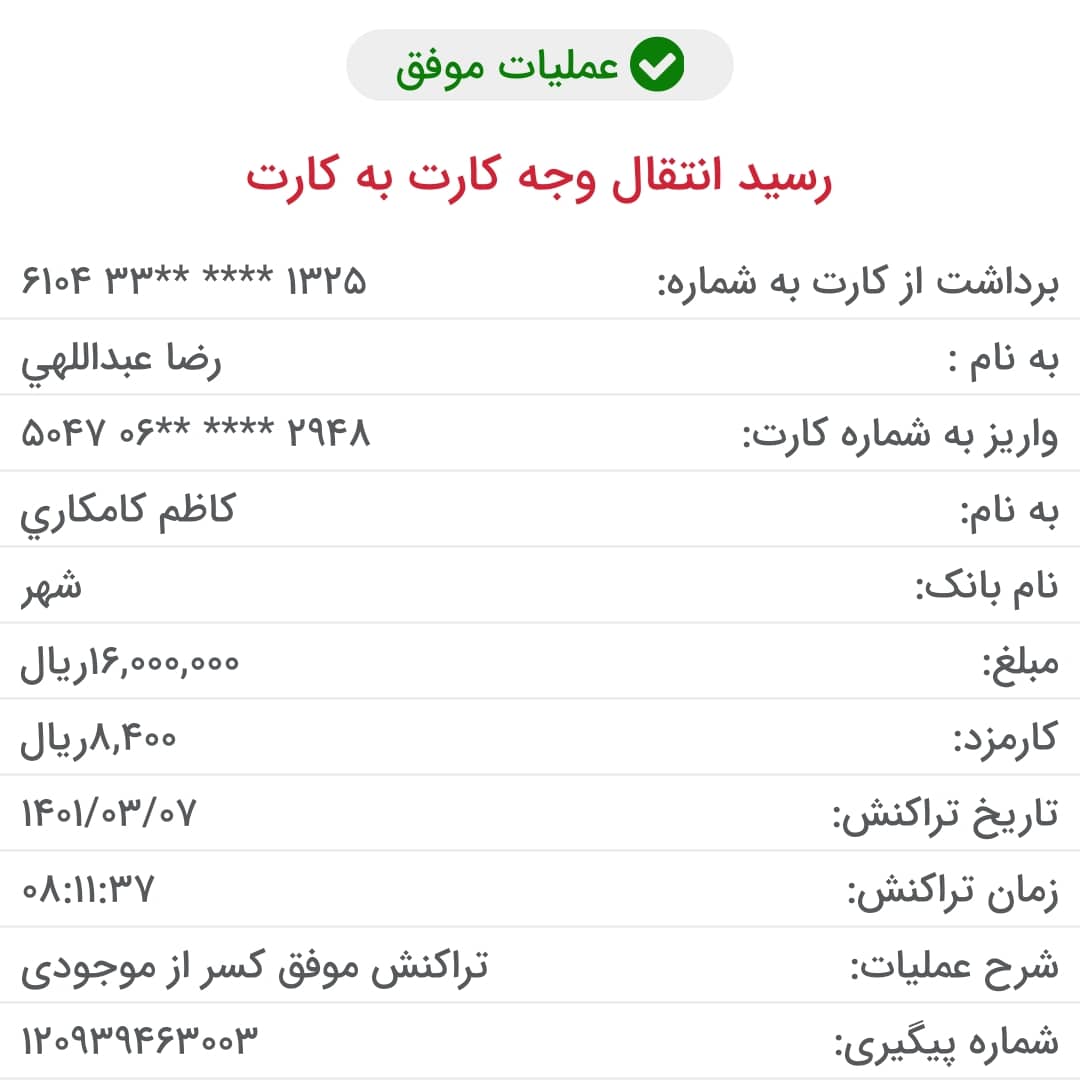 عملیات موفق
رسید انتقال وجه کارت به کارت
برداشت از کارت به شماره: ۶۱۰۴ ۳۳** **** ۱۳۲۵
به نام : رضا عبداللهي
واریز به شماره کارت: ۵۰۴۷ ۰۶** **** ۲۹۴۸
به نام: کاظم کامکاري
نام بانک: شهر
مبلغ: ۱۶,۰۰۰,۰۰۰ریال
کارمزد: ۸,۴۰۰ریال
تاریخ تراکنش: ۱۴۰۱/۰۳/۰۷
زمان تراکنش: ۰۸:۱۱:۳۷
شرح عملیات: تراکنش موفق کسر از موجودی
شماره پیگیری: ۱۲۰۹۳۹۴۶۳۰۰۳